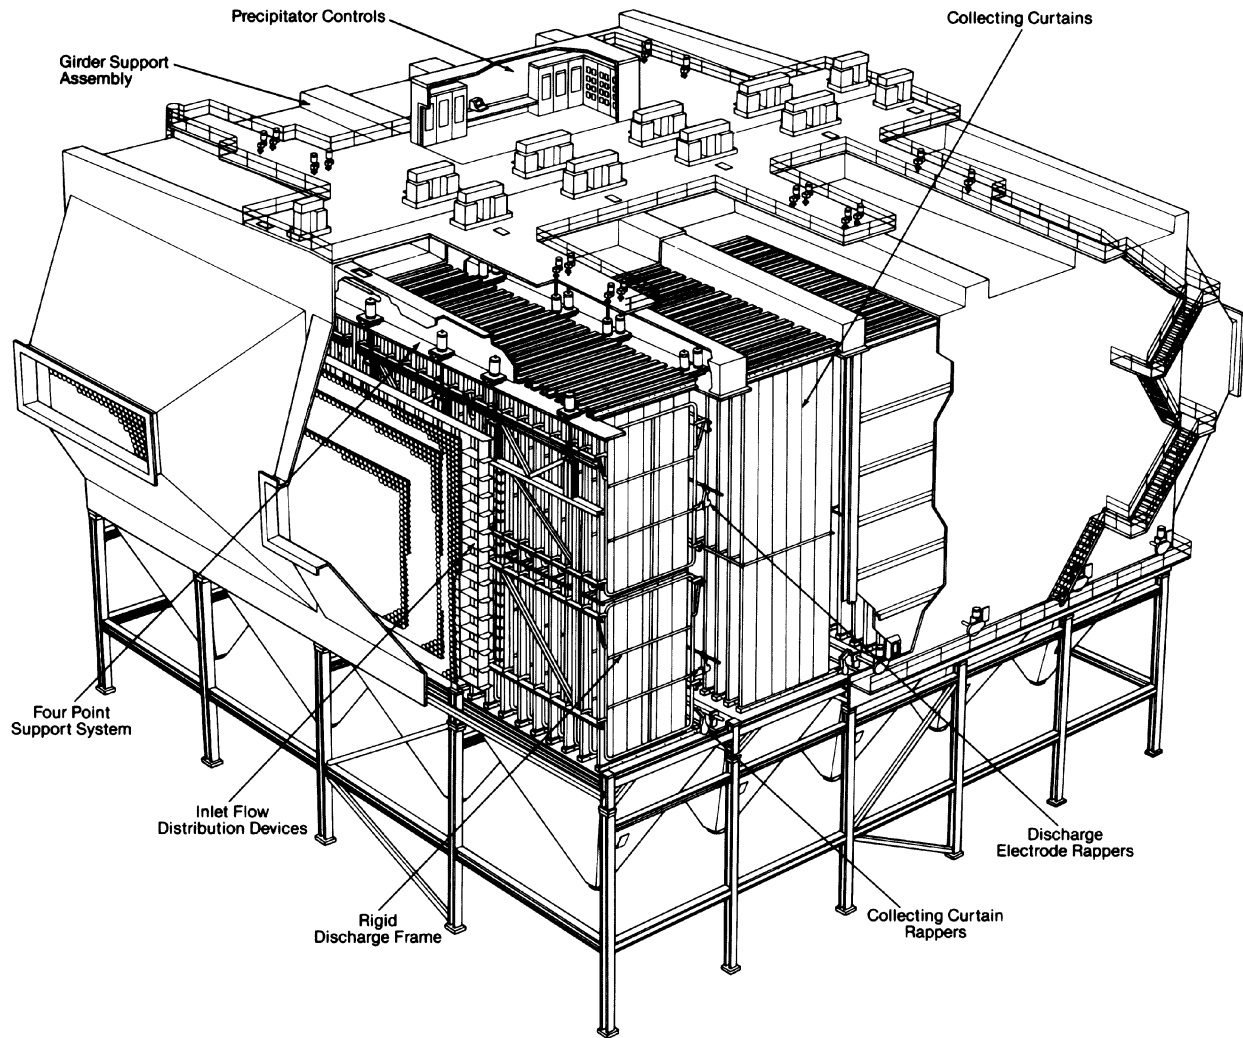 Precipitator Controls
Collecting Curtains
Girder Support
Assembly
Four Point
Support System
Inlet Flow
Distribution Devices
Rigid
Discharge Frame
Discharge
Electrode Rappers
Collecting Curtain
Rappers